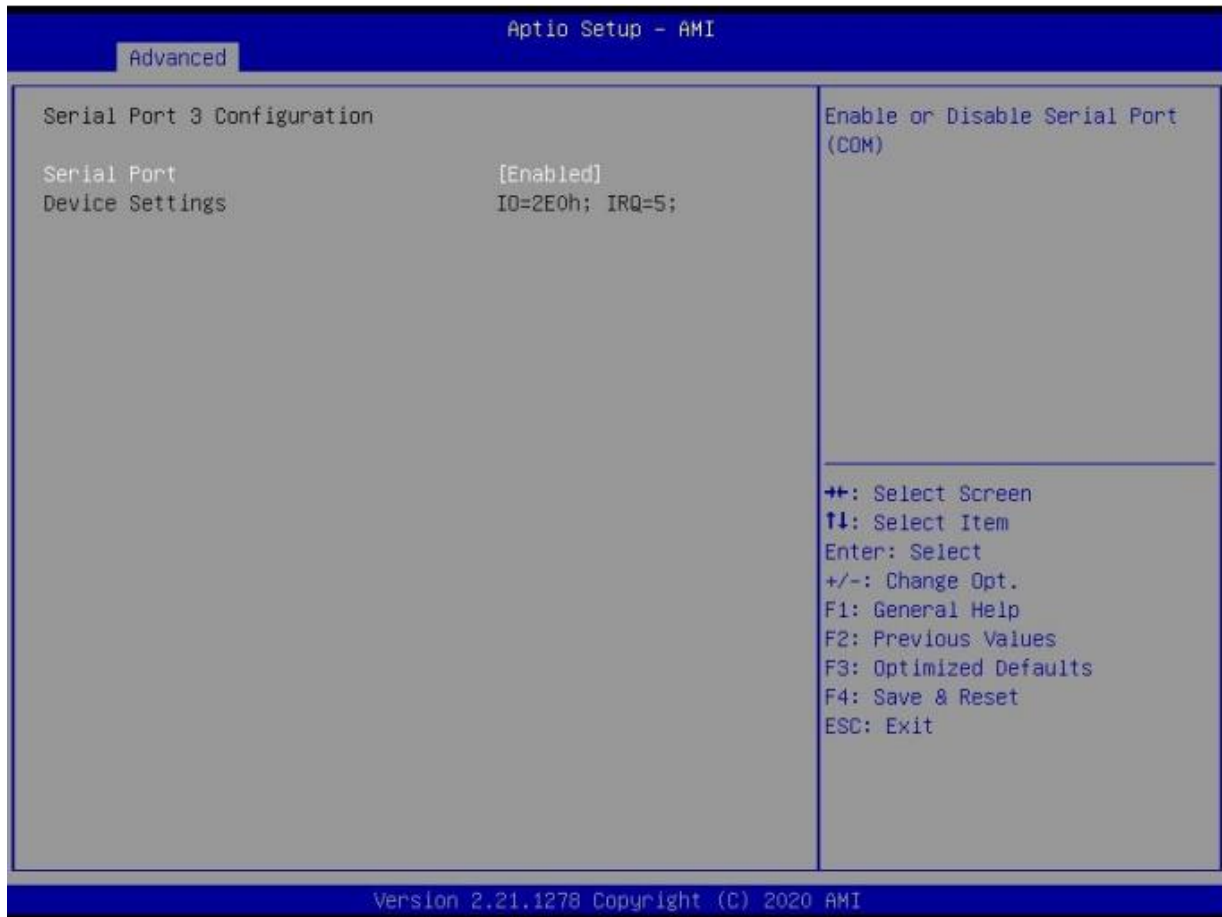 Aptio Setup – AMI
Advanced
Serial Port 3 Configuration
Serial Port [Enabled]
Device Settings IO=2E0h; IRQ=5;
Enable or Disable Serial Port
(COM)
→←: Select Screen
↑↓: Select Item
Enter: Select
+/-: Change Opt.
F1: General Help
F2: Previous Values
F3: Optimized Defaults
F4: Save & Reset
ESC: Exit
Version 2.21.1278 Copyright (C) 2020 AMI